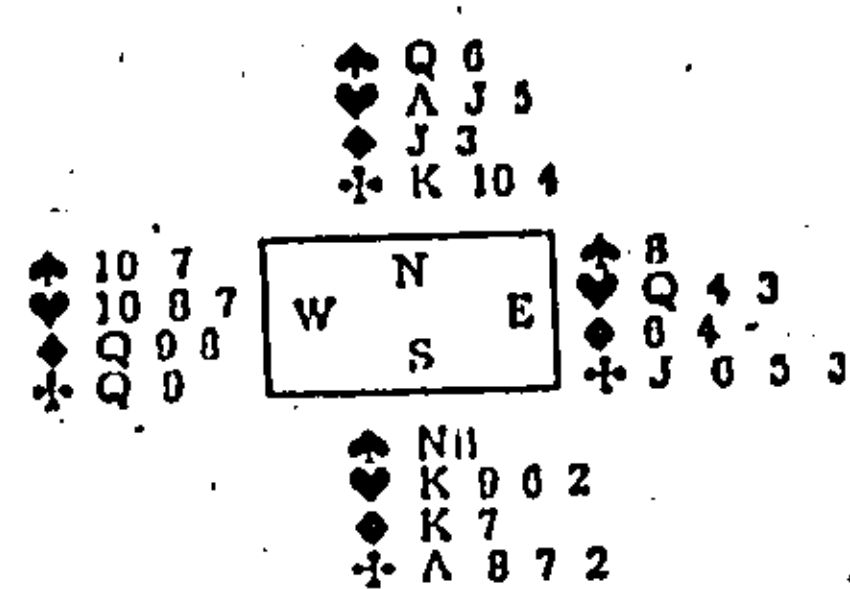 ♠ Q 6
♥ A J 5
♦ J 3
♣ K 10 4
♠ 10 7
♥ 10 8 7
♦ Q 9 8
♣ Q 9
N
W E
S
♠ 8
♥ Q 4 3
♦ 6 4
♣ J 6 5 3
♠ Nil
♥ K 9 6 2
♦ K 7
♣ A 8 7 2